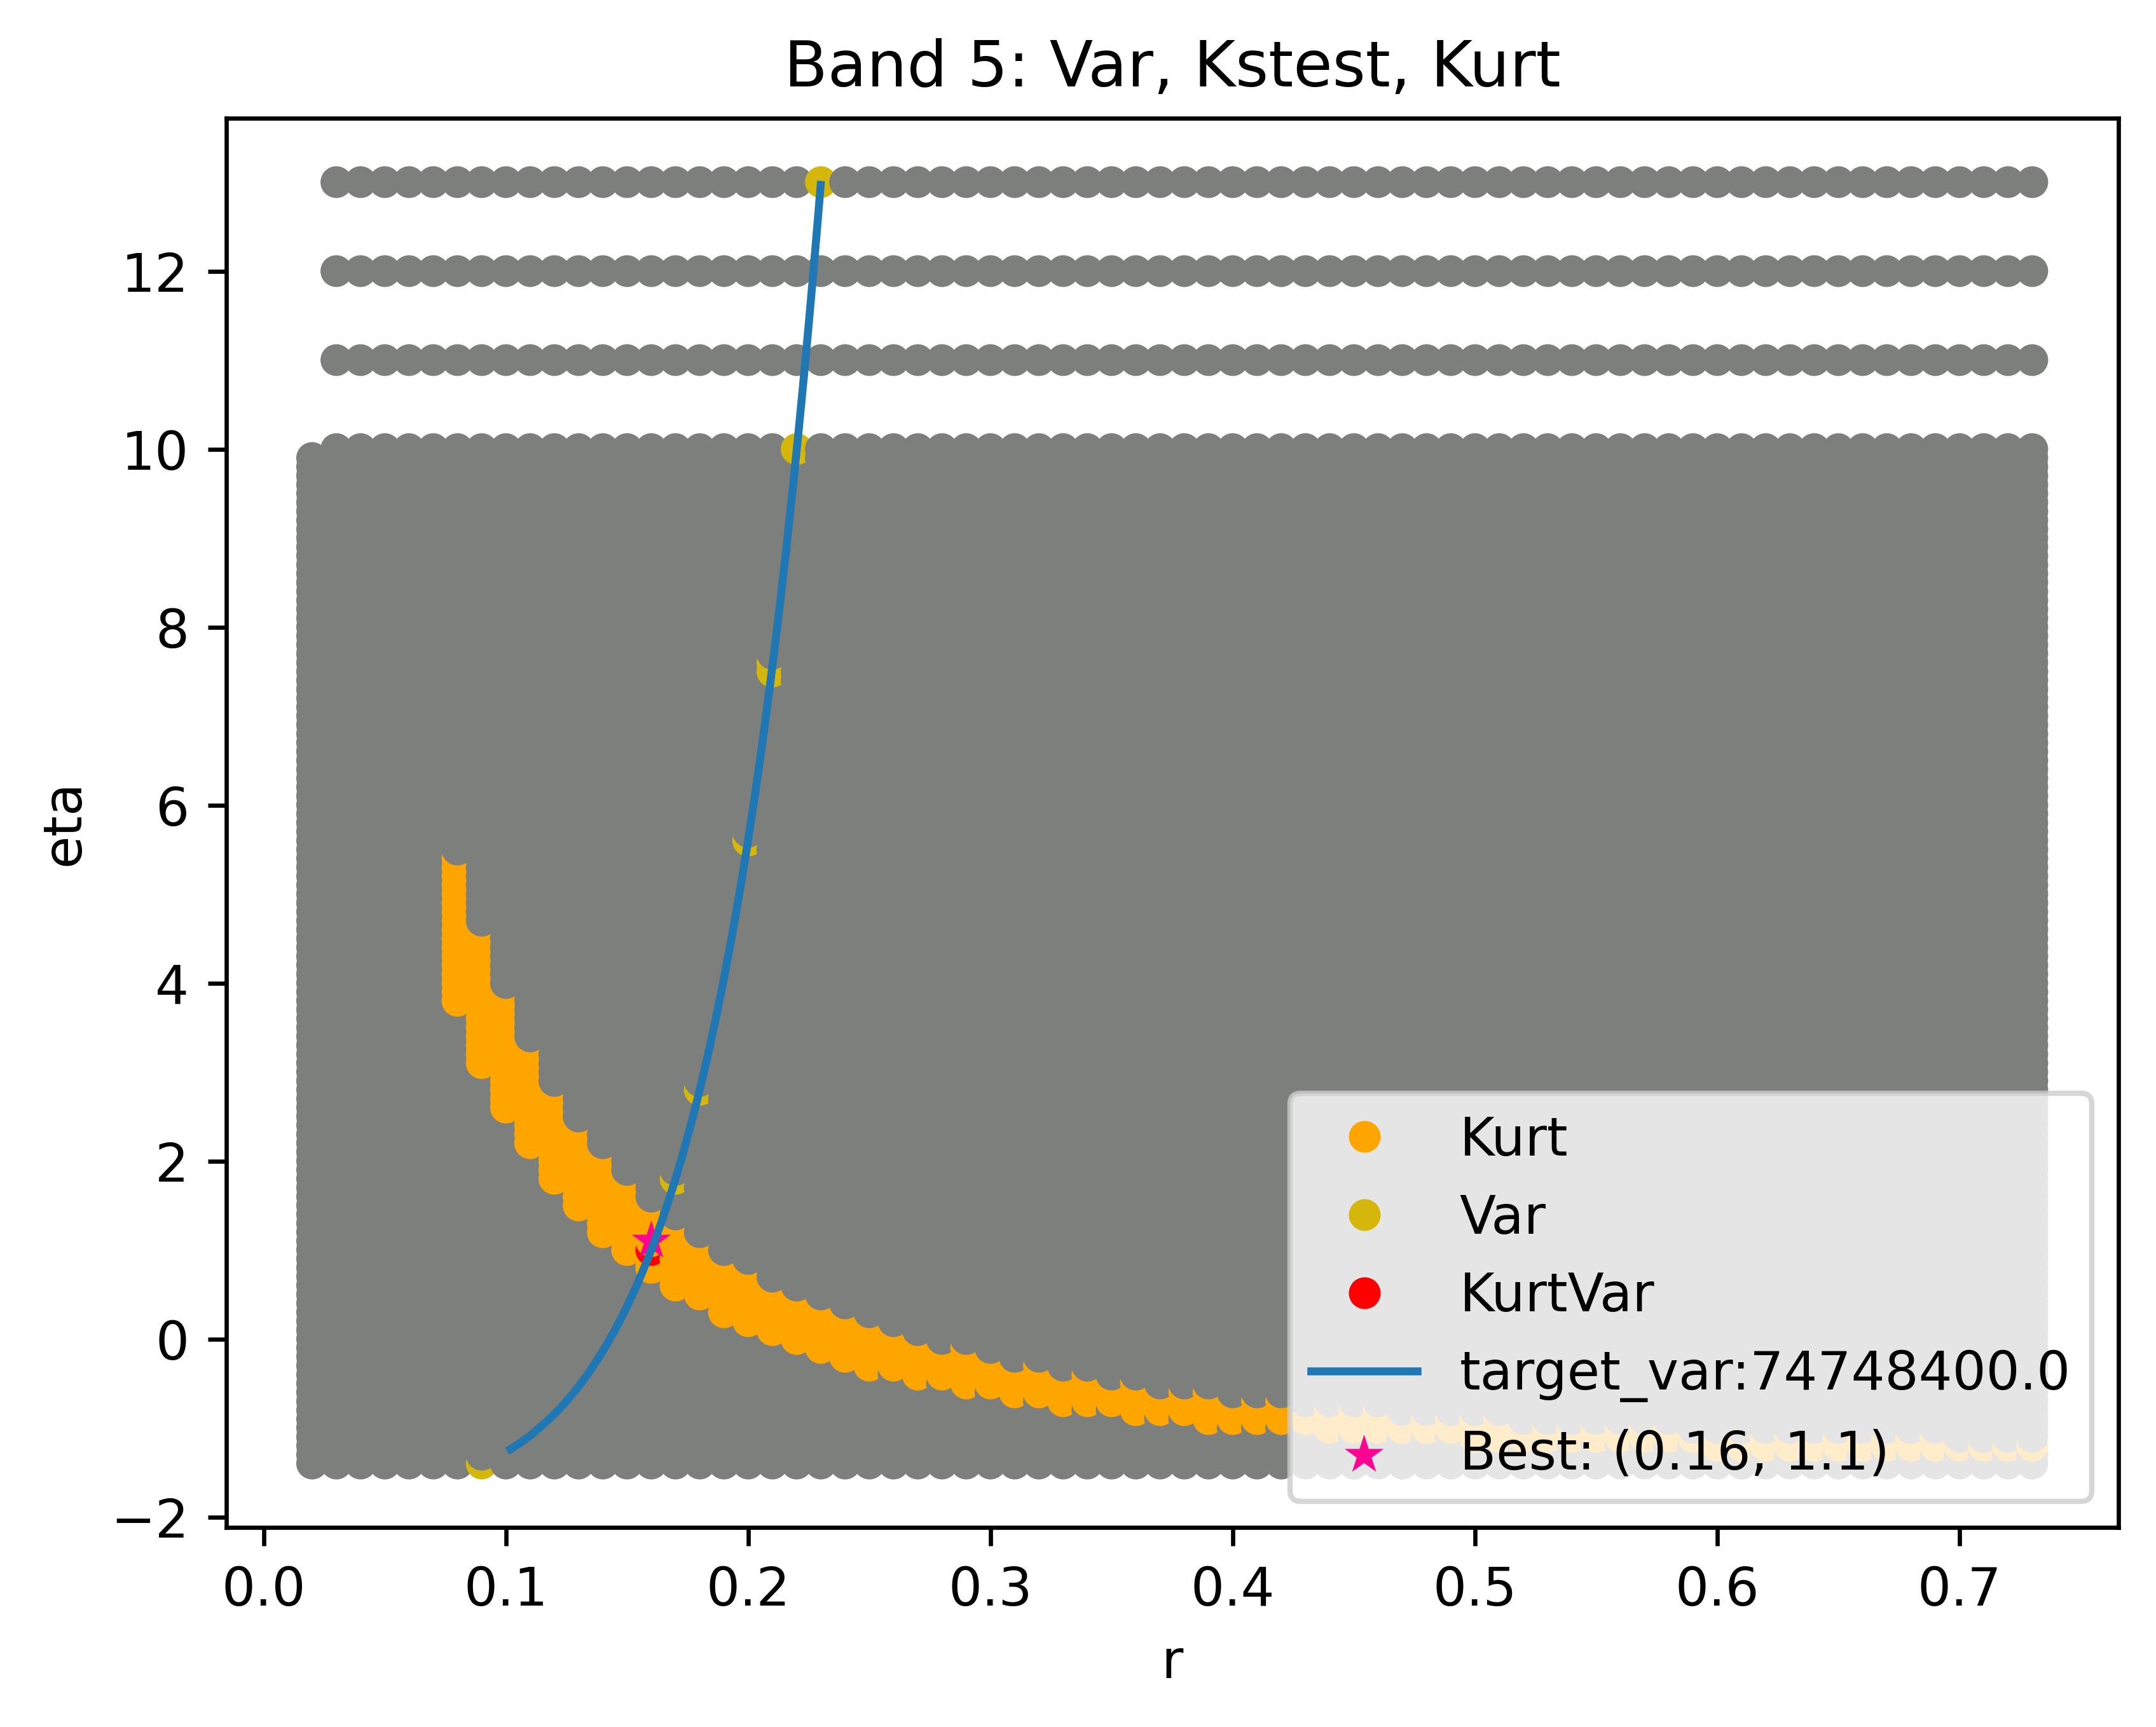 Band 5: Var, Kstest, Kurt
eta
12
10
8
6
4
2
0
−2
Kurt
Var
KurtVar
target_var:74748400.0
Best: (0.16, 1.1)
0.0 0.1 0.2 0.3 0.4 0.5 0.6 0.7
r